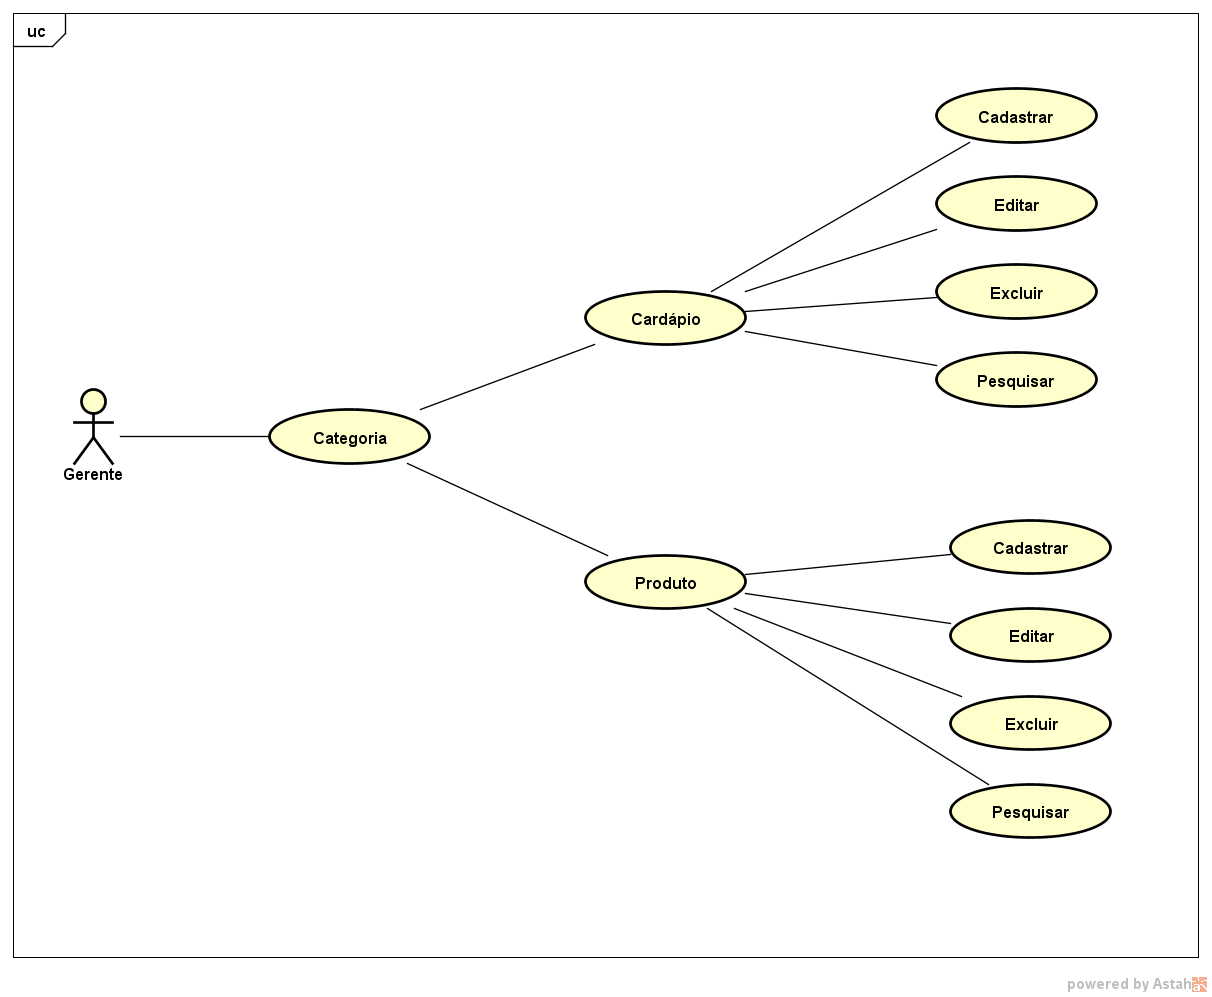 uc
Cadastrar
Editar
Excluir
Pesquisar
Cardápio
Gerente
Categoria
Produto
Cadastrar
Editar
Excluir
Pesquisar
powered by Astah